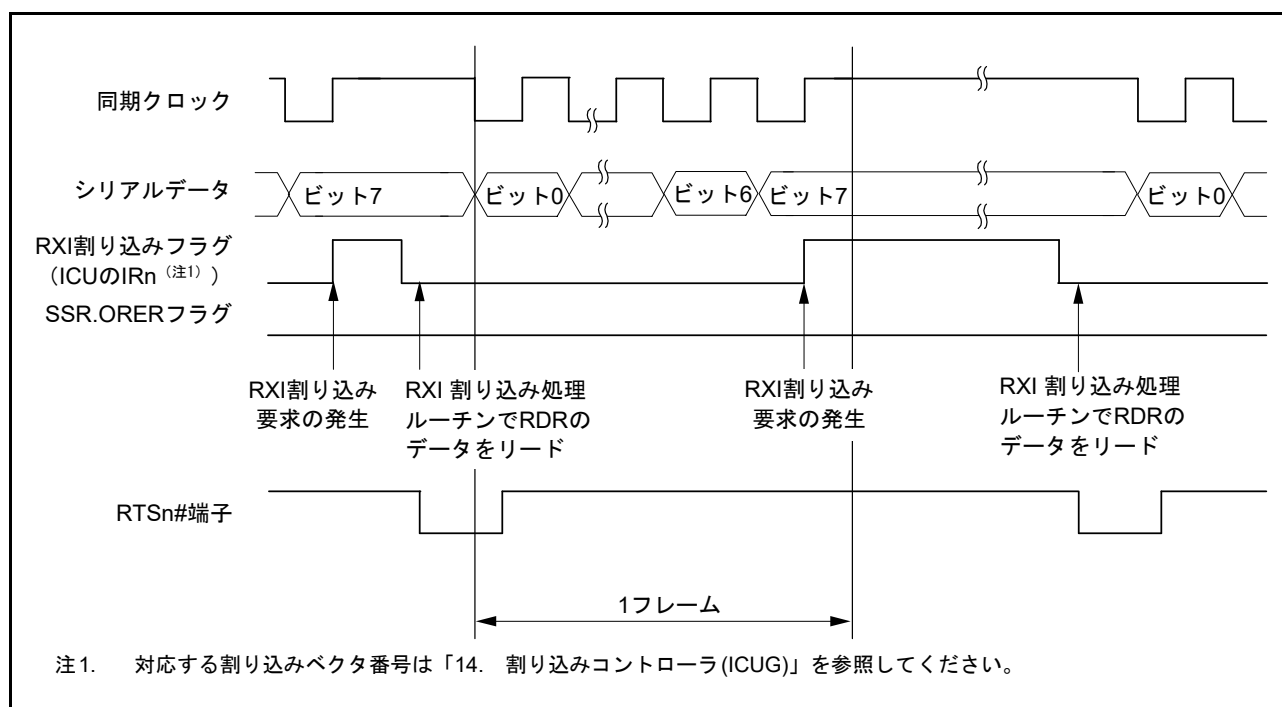 同期クロック
シリアルデータ
ビット7
ビット0
ビット6
ビット7
ビット0
RXI割り込みフラグ
（ICUのIRn（注1））
SSR.ORERフラグ
RXI割り込み
要求の発生
RXI 割り込み処理
ルーチンでRDRの
データをリード
RXI割り込み
要求の発生
RXI 割り込み処理
ルーチンでRDRの
データをリード
RTSn#端子
1フレーム
注1. 対応する割り込みベクタ番号は「14. 割り込みコントローラ(ICUG)」を参照してください。